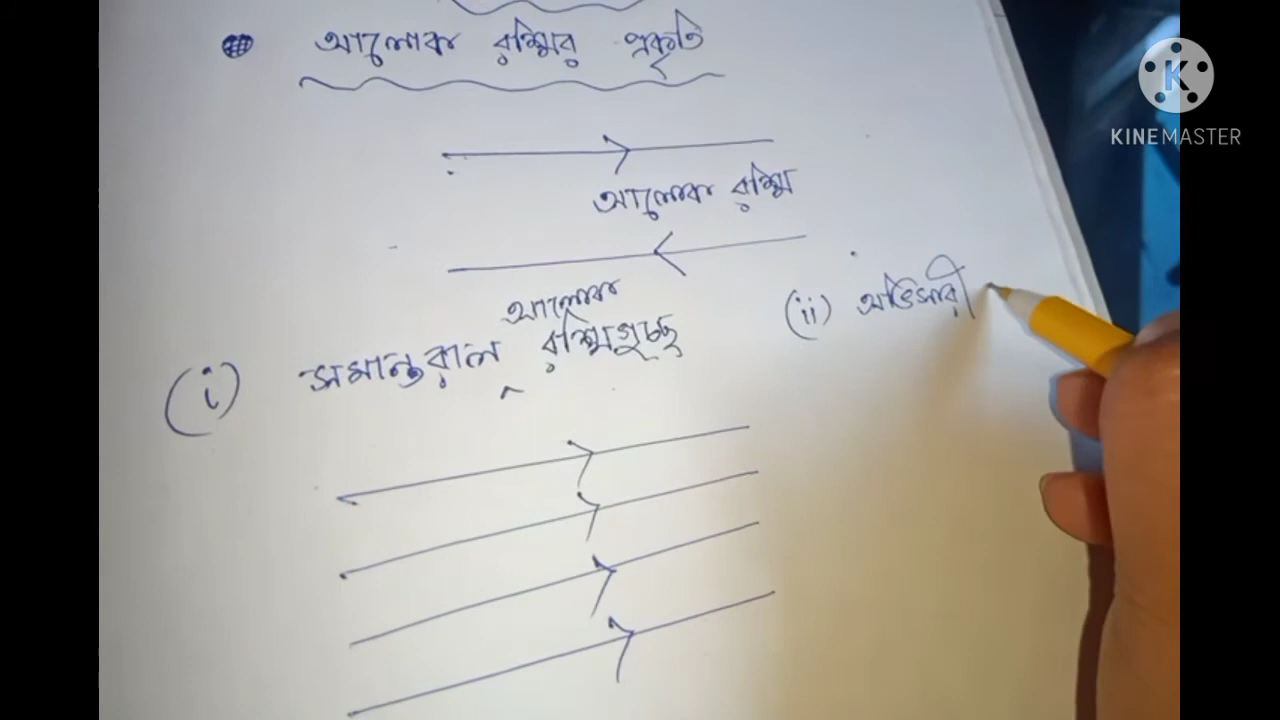 আলোক রশ্মির প্রকৃতি
আলোক রশ্মি
(i) সমান্তরাল আলোক রশ্মিগুচ্ছ
(ii) অভিসারী
KINEMASTER